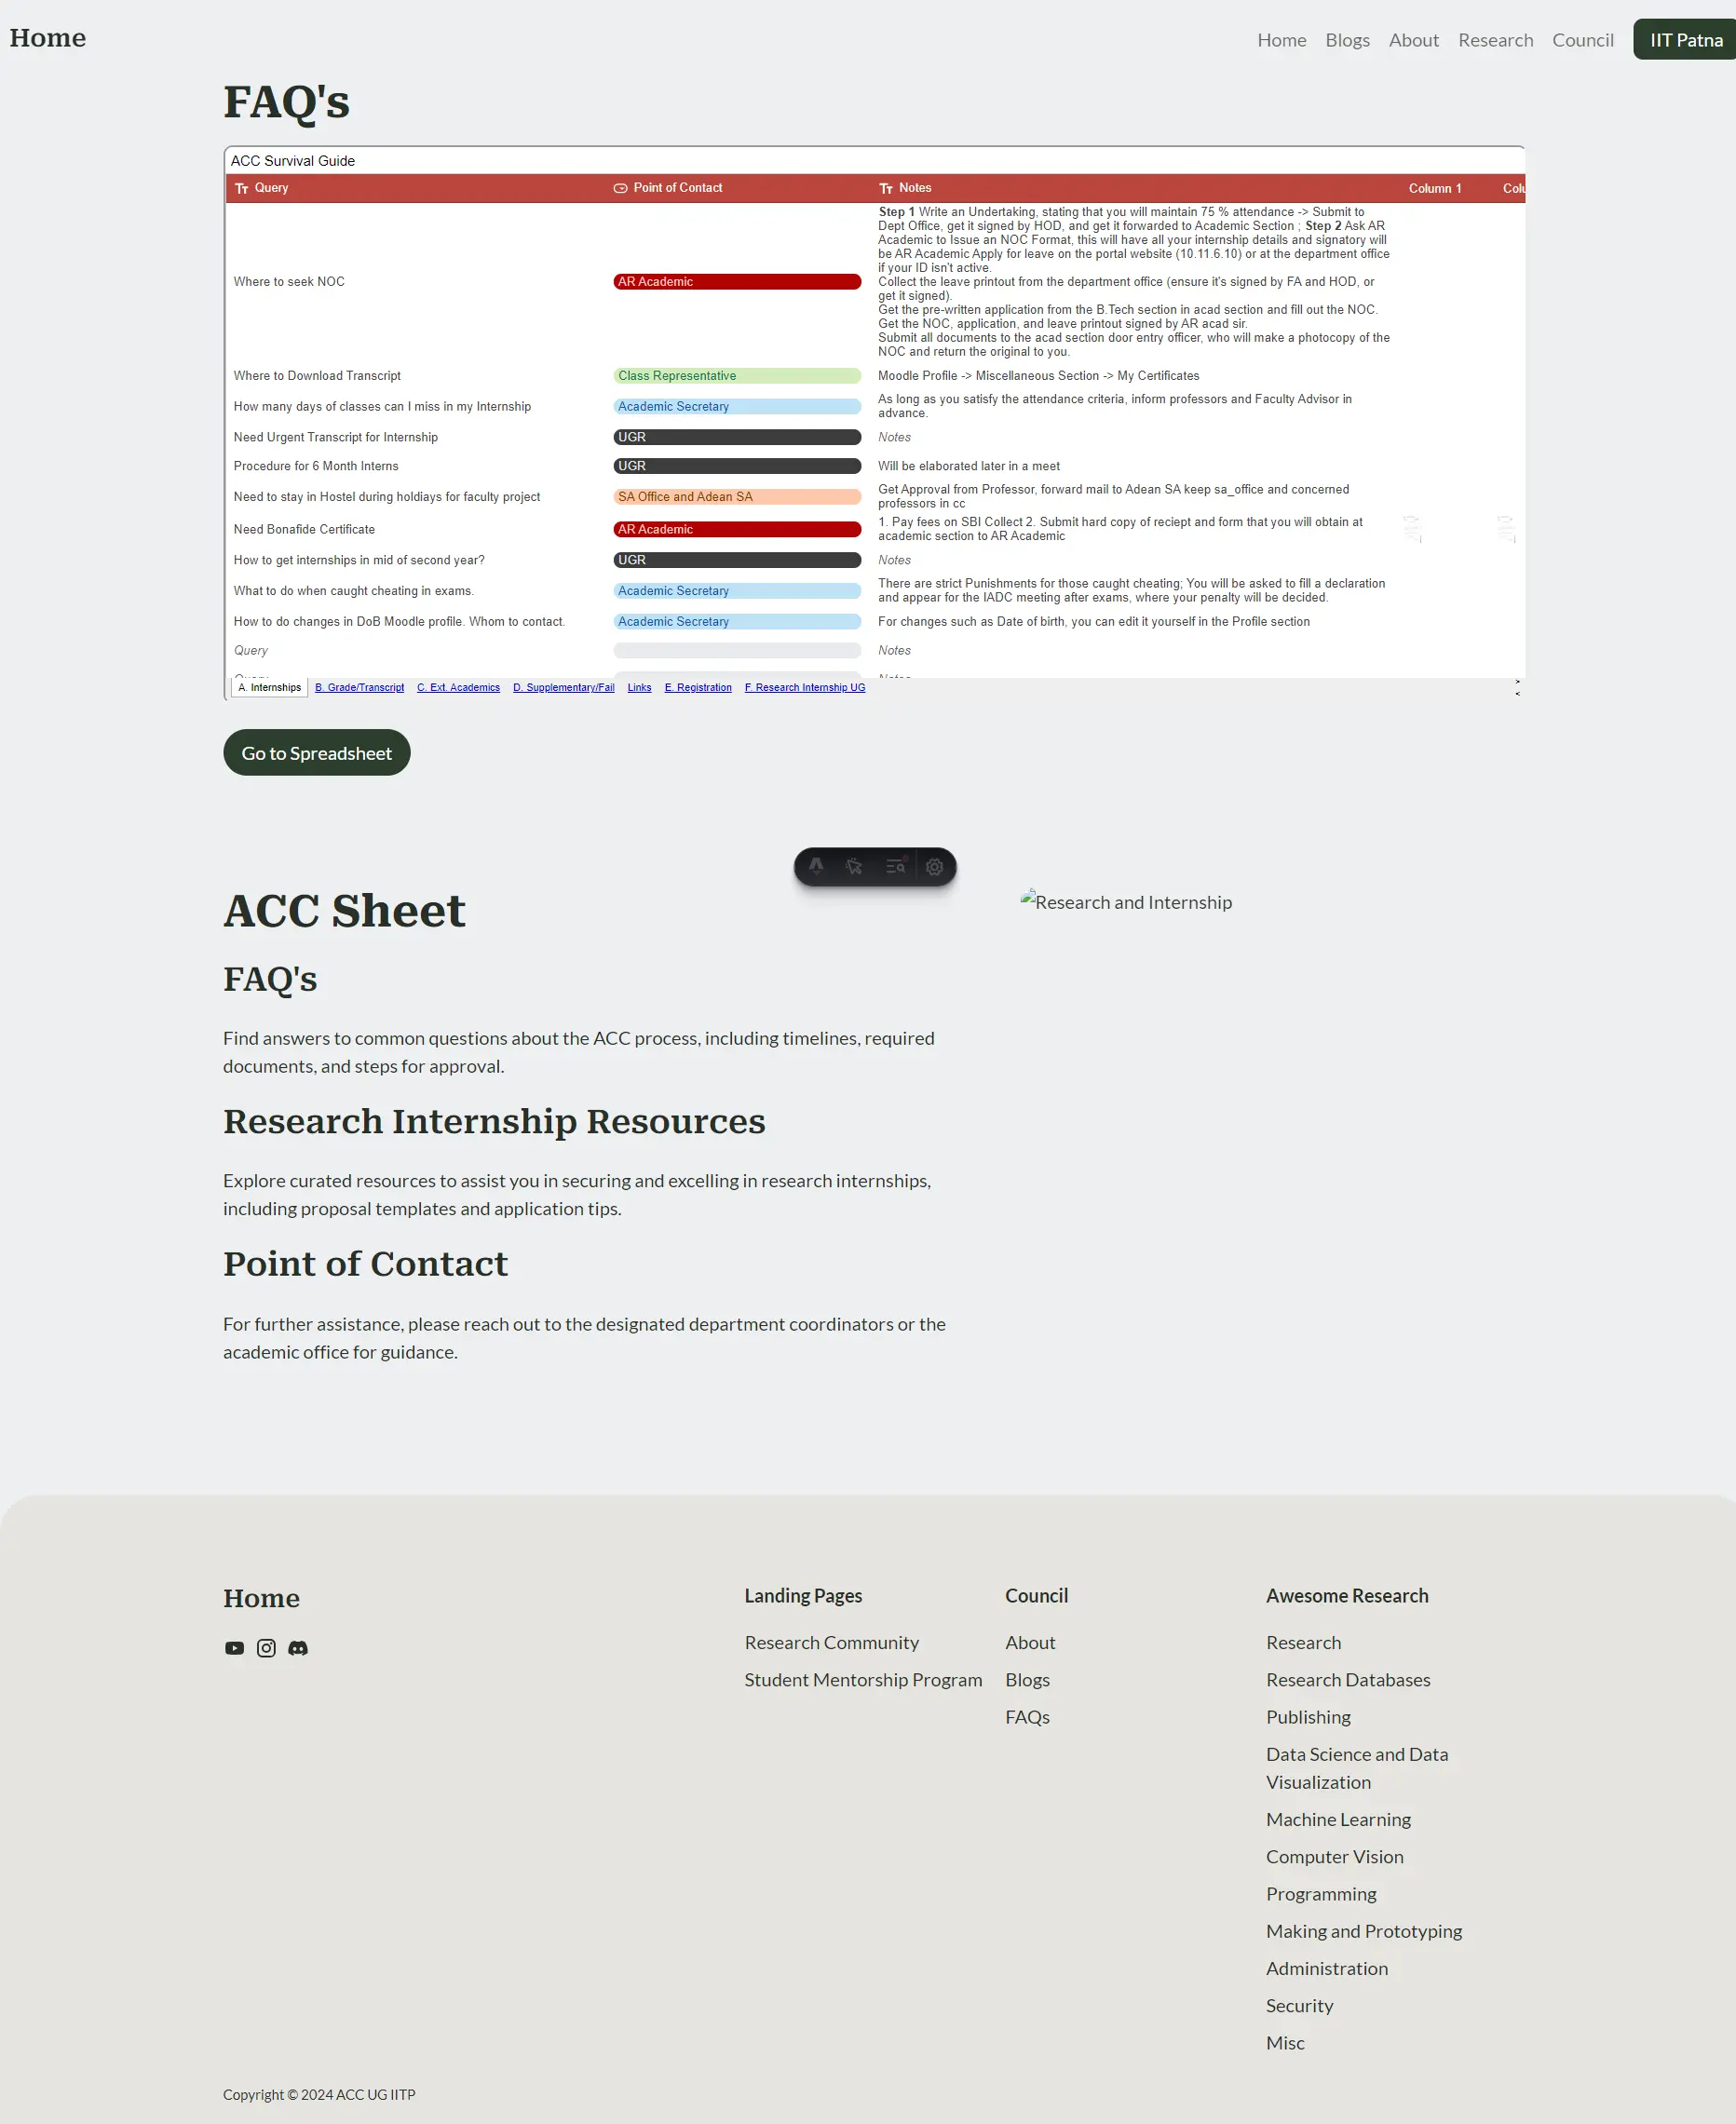 Home
Home Blogs About Research Council IIT Patna
FAQ's
ACC Survival Guide
Query Point of Contact Notes Column 1 Colu
Where to seek NOC
AR Academic
Step 1 Write an Undertaking, stating that you will maintain 75 % attendance -> Submit to
Dept Office, get it signed by HOD, and get it forwarded to Academic Section ; Step 2 Ask AR
Academic to Issue an NOC Format, this will have all your internship details and signatory will
be AR Academic Apply for leave on the portal website (10.11.6.10) or at the department office
if your ID isn't active.
Collect the leave printout from the department office (ensure it's signed by FA and HOD, or
get it signed).
Get the pre-written application from the B.Tech section in acad section and fill out the NOC.
Get the NOC, application, and leave printout signed by AR acad sir.
Submit all documents to the acad section door entry officer, who will make a photocopy of the
NOC and return the original to you.
Where to Download Transcript
Class Representative
Moodle Profile -> Miscellaneous Section -> My Certificates
How many days of classes can I miss in my Internship
Academic Secretary
As long as you satisfy the attendance criteria, inform professors and Faculty Advisor in
advance.
Need Urgent Transcript for Internship
UGR
Notes
Procedure for 6 Month Interns
UGR
Will be elaborated later in a meet
Need to stay in Hostel during holdiays for faculty project
SA Office and Adean SA
Get Approval from Professor, forward mail to Adean SA keep sa_office and concerned
professors in cc
Need Bonafide Certificate
AR Academic
1. Pay fees on SBI Collect 2. Submit hard copy of reciept and form that you will obtain at
academic section to AR Academic
How to get internships in mid of second year?
UGR
Notes
What to do when caught cheating in exams.
Academic Secretary
There are strict Punishments for those caught cheating; You will be asked to fill a declaration
and appear for the IADC meeting after exams, where your penalty will be decided.
How to do changes in DoB Moodle profile. Whom to contact.
Academic Secretary
For changes such as Date of birth, you can edit it yourself in the Profile section
Query
Notes
A. Internships B. Grade/Transcript C. Ext. Academics D. Supplementary/Fail Links E. Registration F. Research Internship UG
Go to Spreadsheet
ACC Sheet
Research and Internship
FAQ's
Find answers to common questions about the ACC process, including timelines, required
documents, and steps for approval.
Research Internship Resources
Explore curated resources to assist you in securing and excelling in research internships,
including proposal templates and application tips.
Point of Contact
For further assistance, please reach out to the designated department coordinators or the
academic office for guidance.
Home
Landing Pages
Research Community
Student Mentorship Program
Council
About
Blogs
FAQs
Awesome Research
Research
Research Databases
Publishing
Data Science and Data
Visualization
Machine Learning
Computer Vision
Programming
Making and Prototyping
Administration
Security
Misc
Copyright © 2024 ACC UG IITP